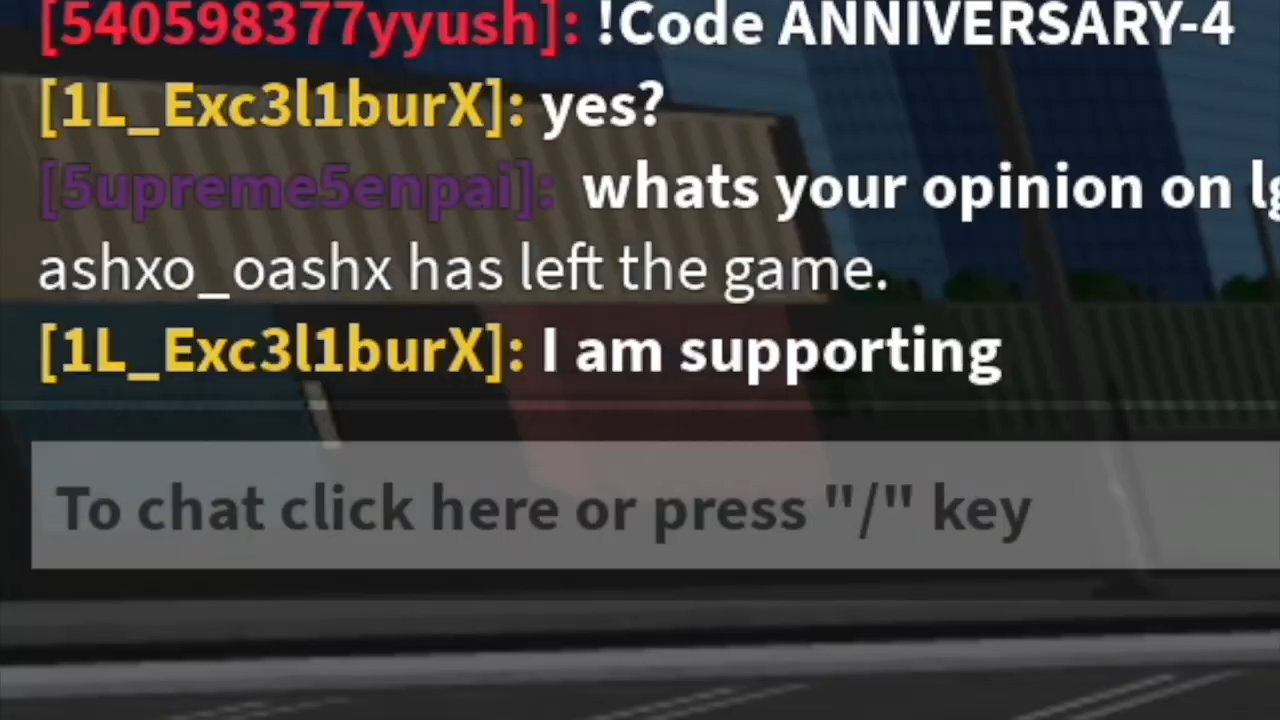 [540598377yyush]: !Code ANNIVERSARY-4
[1L_Exc3l1burX]: yes?
[5upreme5enpai]: whats your opinion on
ashxo_oashx has left the game.
[1L_Exc3l1burX]: I am supporting
To chat click here or press "/" key